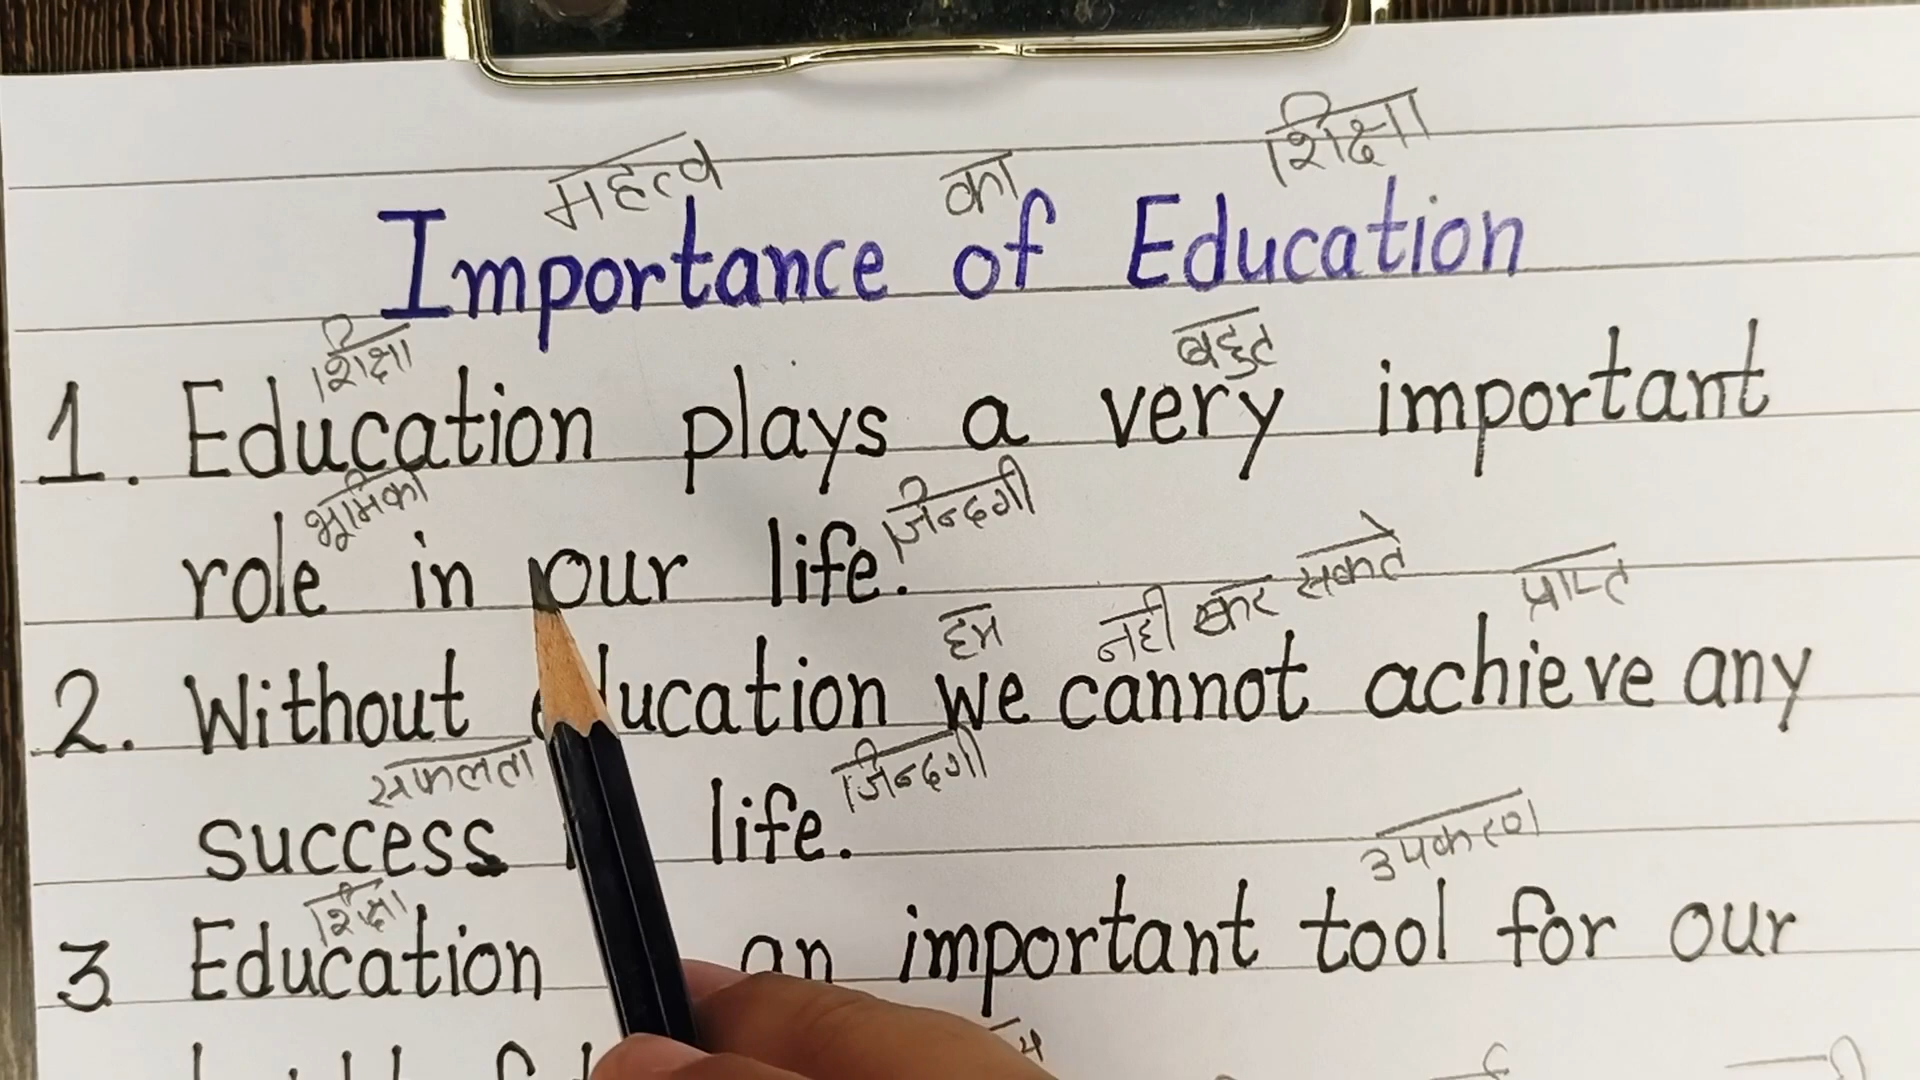 महत्व का शिक्षा
Importance of Education
शिक्षा बहुत
1. Education plays a very important
भूमिका जिन्दगी
role in our life.
हम नही कर सकते प्राप्त
2. Without education we cannot achieve any
सफलता जिन्दगी
success life.
शिक्षा उपकरण
3 Education an important tool for our